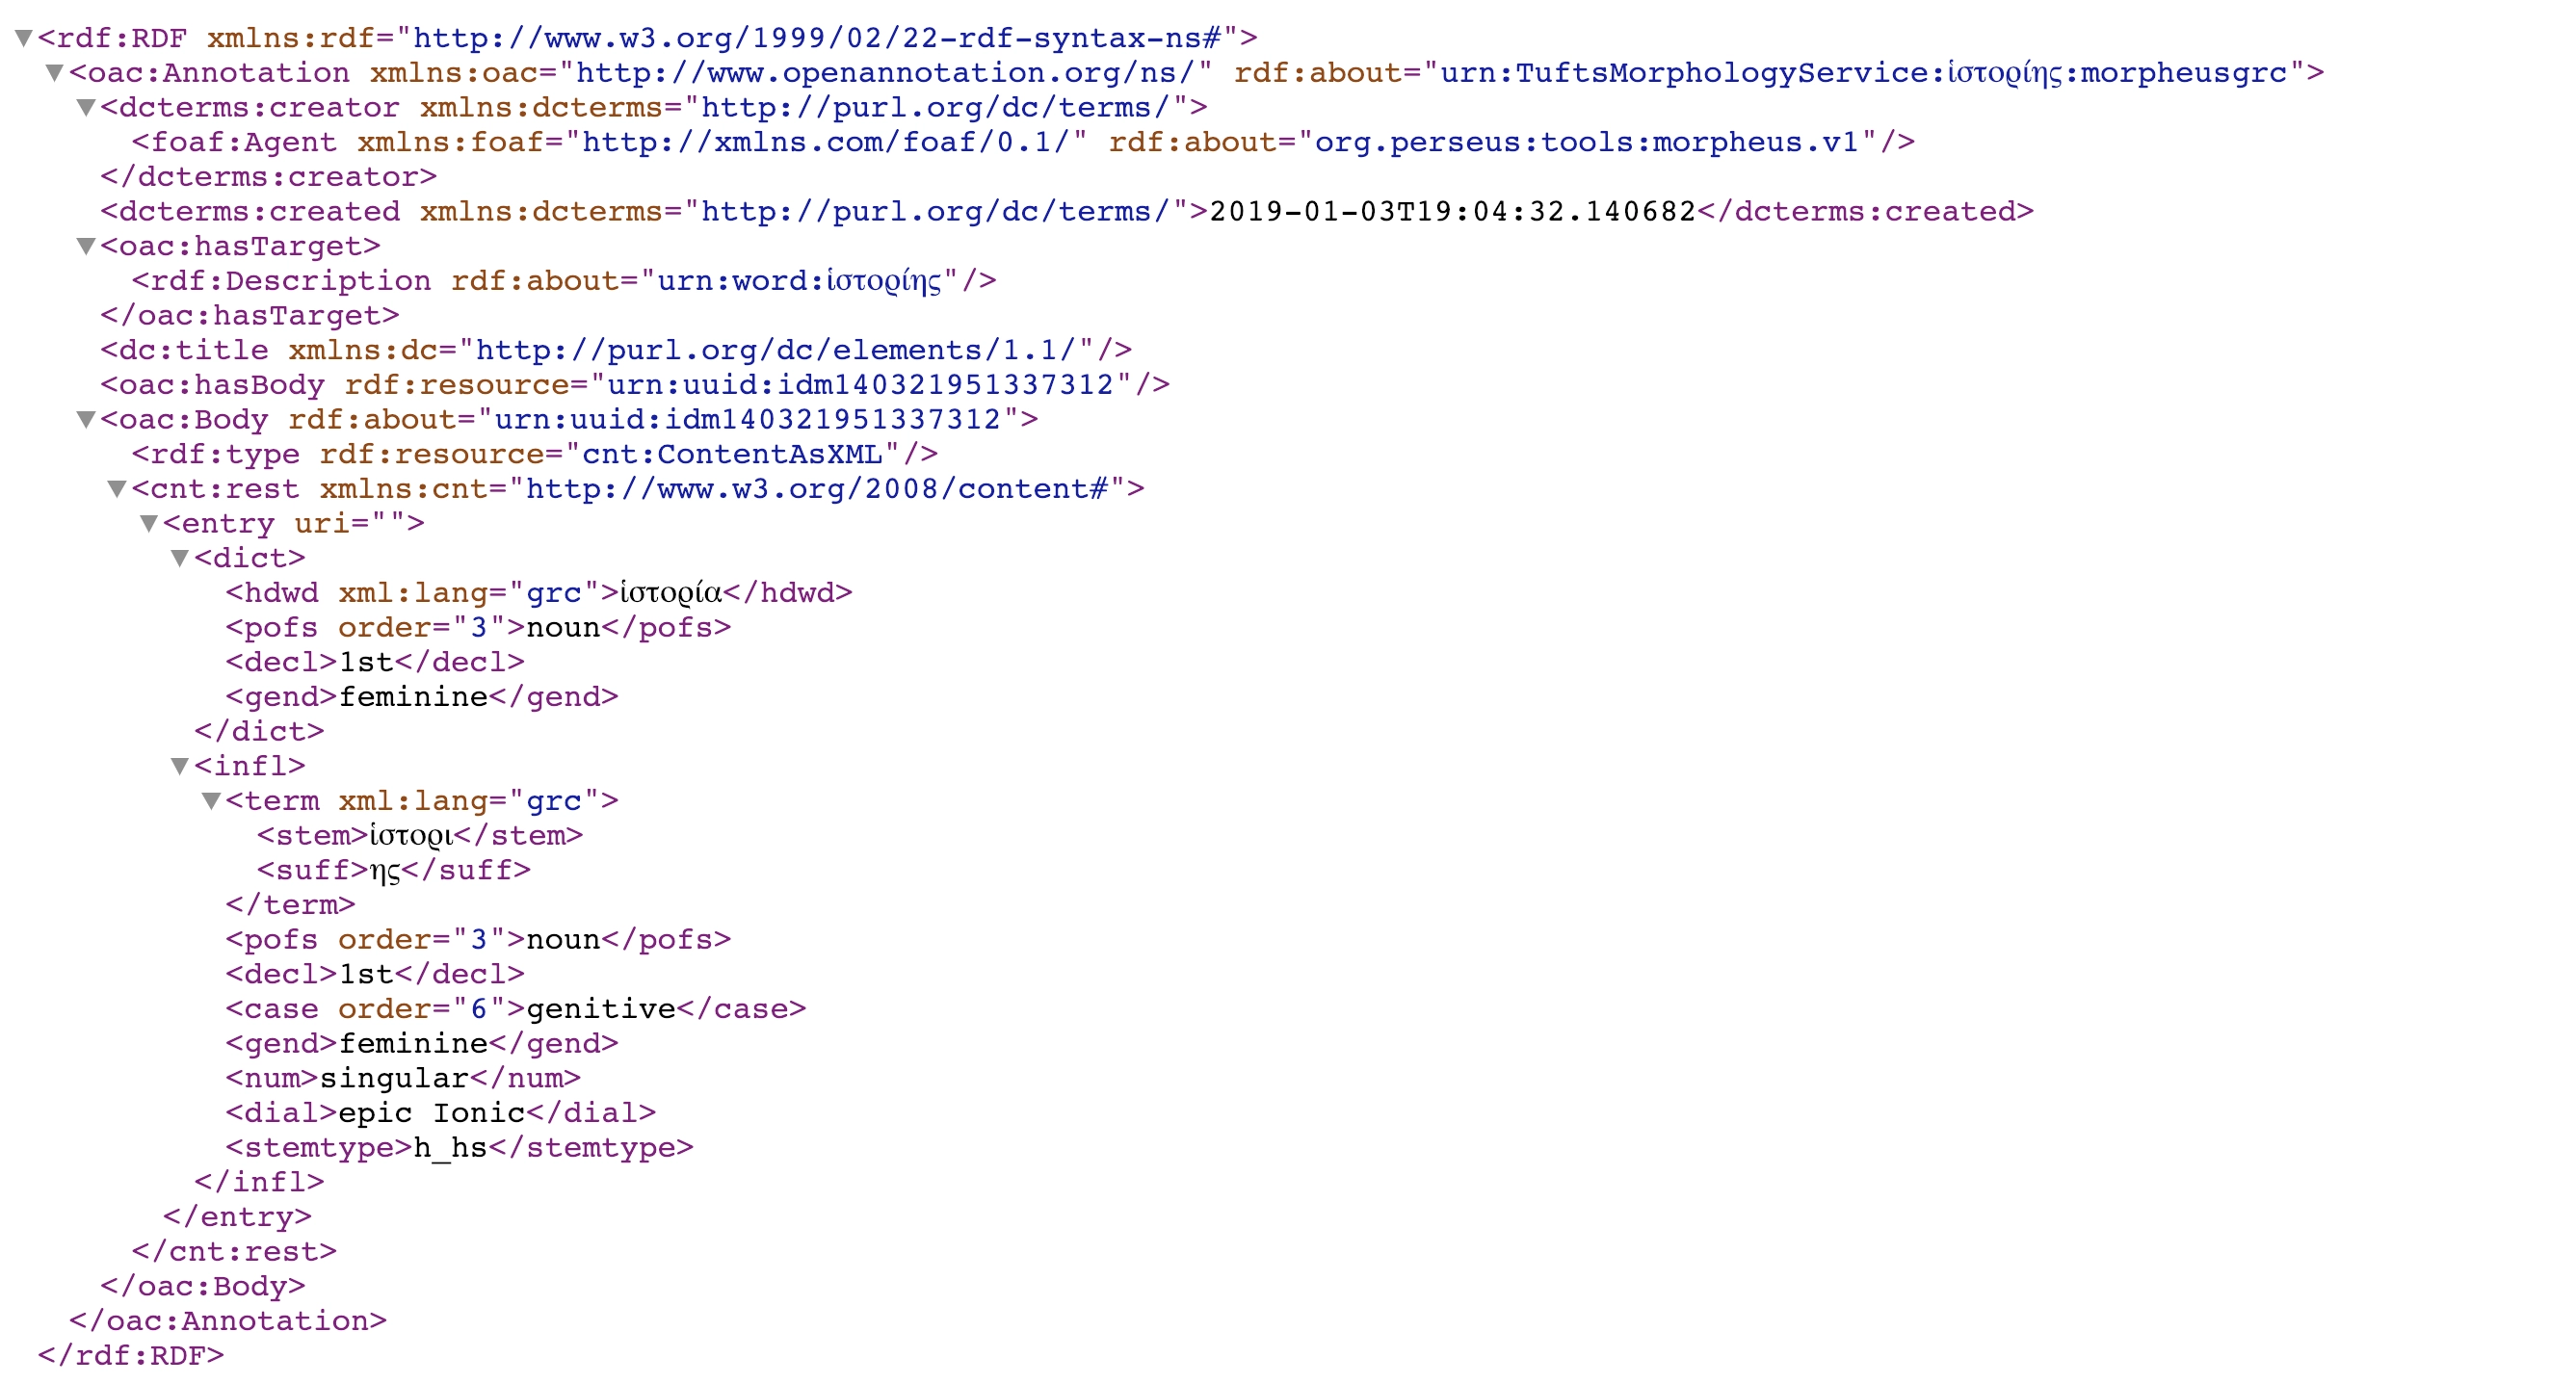 ▼<rdf:RDF xmlns:rdf="http://www.w3.org/1999/02/22-rdf-syntax-ns#">
▼<oac:Annotation xmlns:oac="http://www.openannotation.org/ns/" rdf:about="urn:TuftsMorphologyService:ἱστορίης:morpheusgrc">
▼<dcterms:creator xmlns:dcterms="http://purl.org/dc/terms/">
<foaf:Agent xmlns:foaf="http://xmlns.com/foaf/0.1/" rdf:about="org.perseus:tools:morpheus.v1"/>
</dcterms:creator>
<dcterms:created xmlns:dcterms="http://purl.org/dc/terms/">2019-01-03T19:04:32.140682</dcterms:created>
▼<oac:hasTarget>
<rdf:Description rdf:about="urn:word:ἱστορίης"/>
</oac:hasTarget>
<dc:title xmlns:dc="http://purl.org/dc/elements/1.1/"/>
<oac:hasBody rdf:resource="urn:uuid:idm140321951337312"/>
▼<oac:Body rdf:about="urn:uuid:idm140321951337312">
<rdf:type rdf:resource="cnt:ContentAsXML"/>
▼<cnt:rest xmlns:cnt="http://www.w3.org/2008/content#">
▼<entry uri="">
▼<dict>
<hdwd xml:lang="grc">ἱστορία</hdwd>
<pofs order="3">noun</pofs>
<decl>1st</decl>
<gend>feminine</gend>
</dict>
▼<infl>
▼<term xml:lang="grc">
<stem>ἱστορι</stem>
<suff>ης</suff>
</term>
<pofs order="3">noun</pofs>
<decl>1st</decl>
<case order="6">genitive</case>
<gend>feminine</gend>
<num>singular</num>
<dial>epic Ionic</dial>
<stemtype>h_hs</stemtype>
</infl>
</entry>
</cnt:rest>
</oac:Body>
</oac:Annotation>
</rdf:RDF>